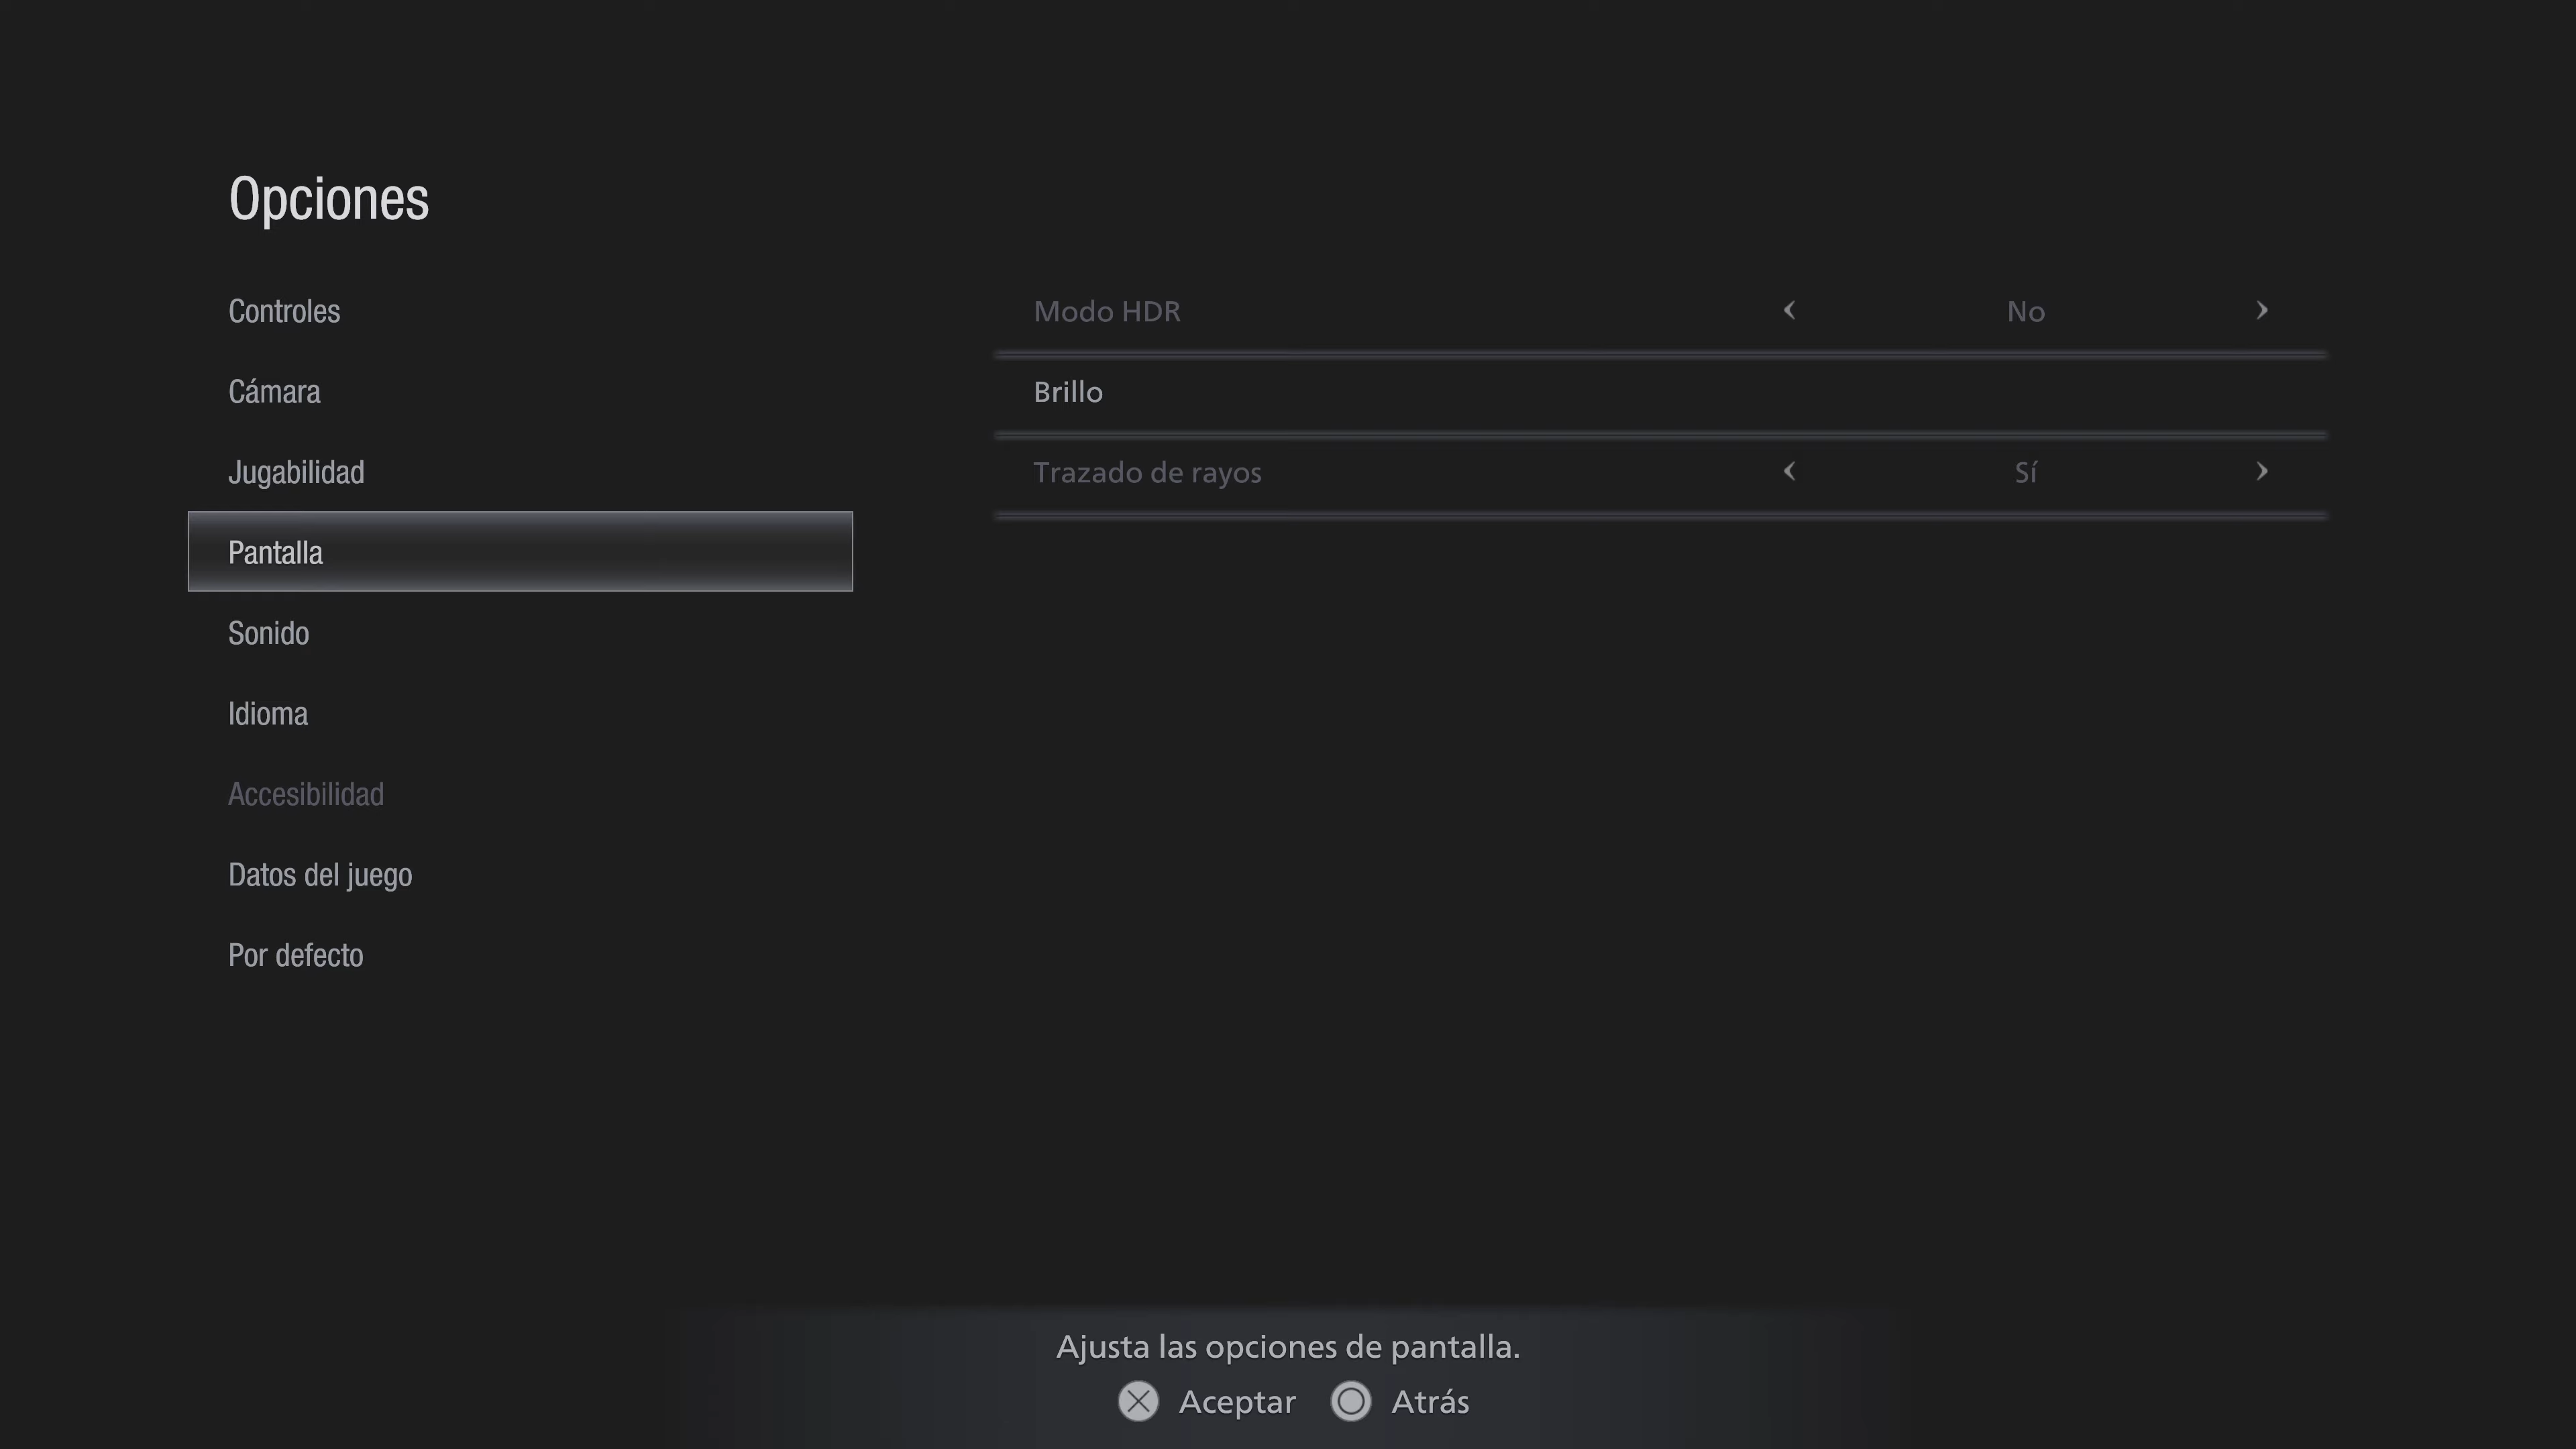 Opciones
Controles
Cámara
Jugabilidad
Pantalla
Sonido
Idioma
Accesibilidad
Datos del juego
Por defecto
Modo HDR No
Brillo
Trazado de rayos Sí
Ajusta las opciones de pantalla.
Aceptar Atrás